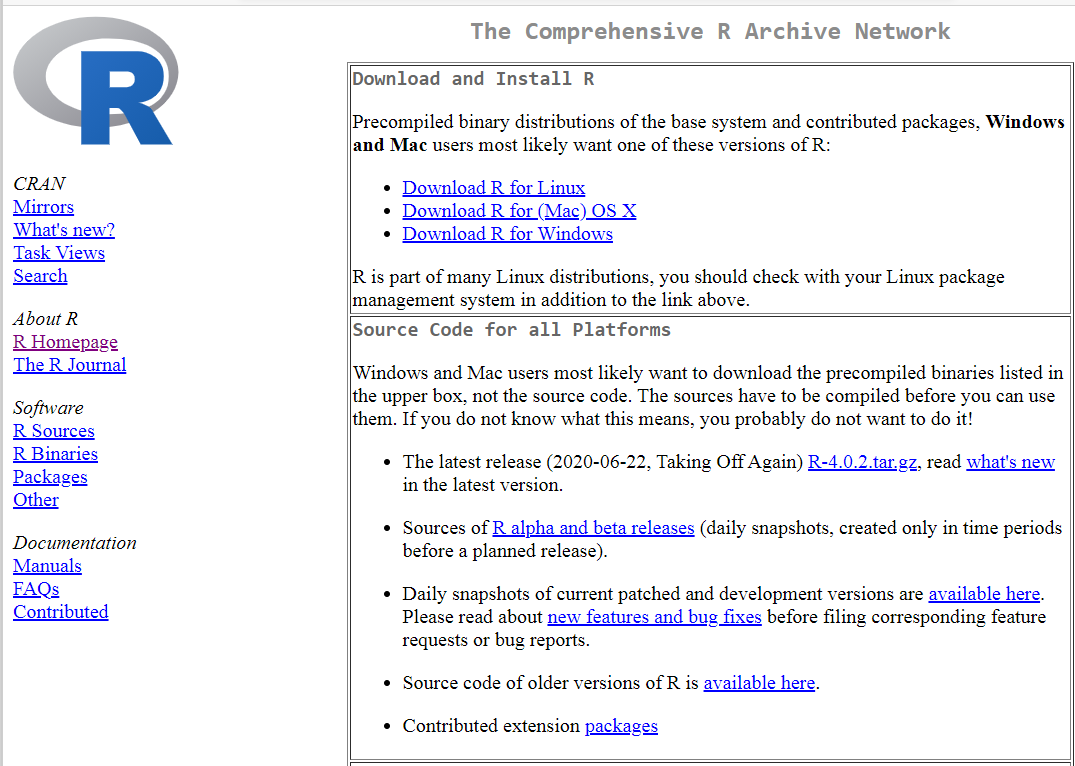 R
The Comprehensive R Archive Network
CRAN
Mirrors
What's new?
Task Views
Search
About R
R Homepage
The R Journal
Software
R Sources
R Binaries
Packages
Other
Documentation
Manuals
FAQs
Contributed
Download and Install R
Precompiled binary distributions of the base system and contributed packages, Windows
and Mac users most likely want one of these versions of R:
• Download R for Linux
• Download R for (Mac) OS X
• Download R for Windows
R is part of many Linux distributions, you should check with your Linux package
management system in addition to the link above.
Source Code for all Platforms
Windows and Mac users most likely want to download the precompiled binaries listed in
the upper box, not the source code. The sources have to be compiled before you can use
them. If you do not know what this means, you probably do not want to do it!
• The latest release (2020-06-22, Taking Off Again) R-4.0.2.tar.gz, read what's new
in the latest version.
• Sources of R alpha and beta releases (daily snapshots, created only in time periods
before a planned release).
• Daily snapshots of current patched and development versions are available here.
Please read about new features and bug fixes before filing corresponding feature
requests or bug reports.
• Source code of older versions of R is available here.
• Contributed extension packages